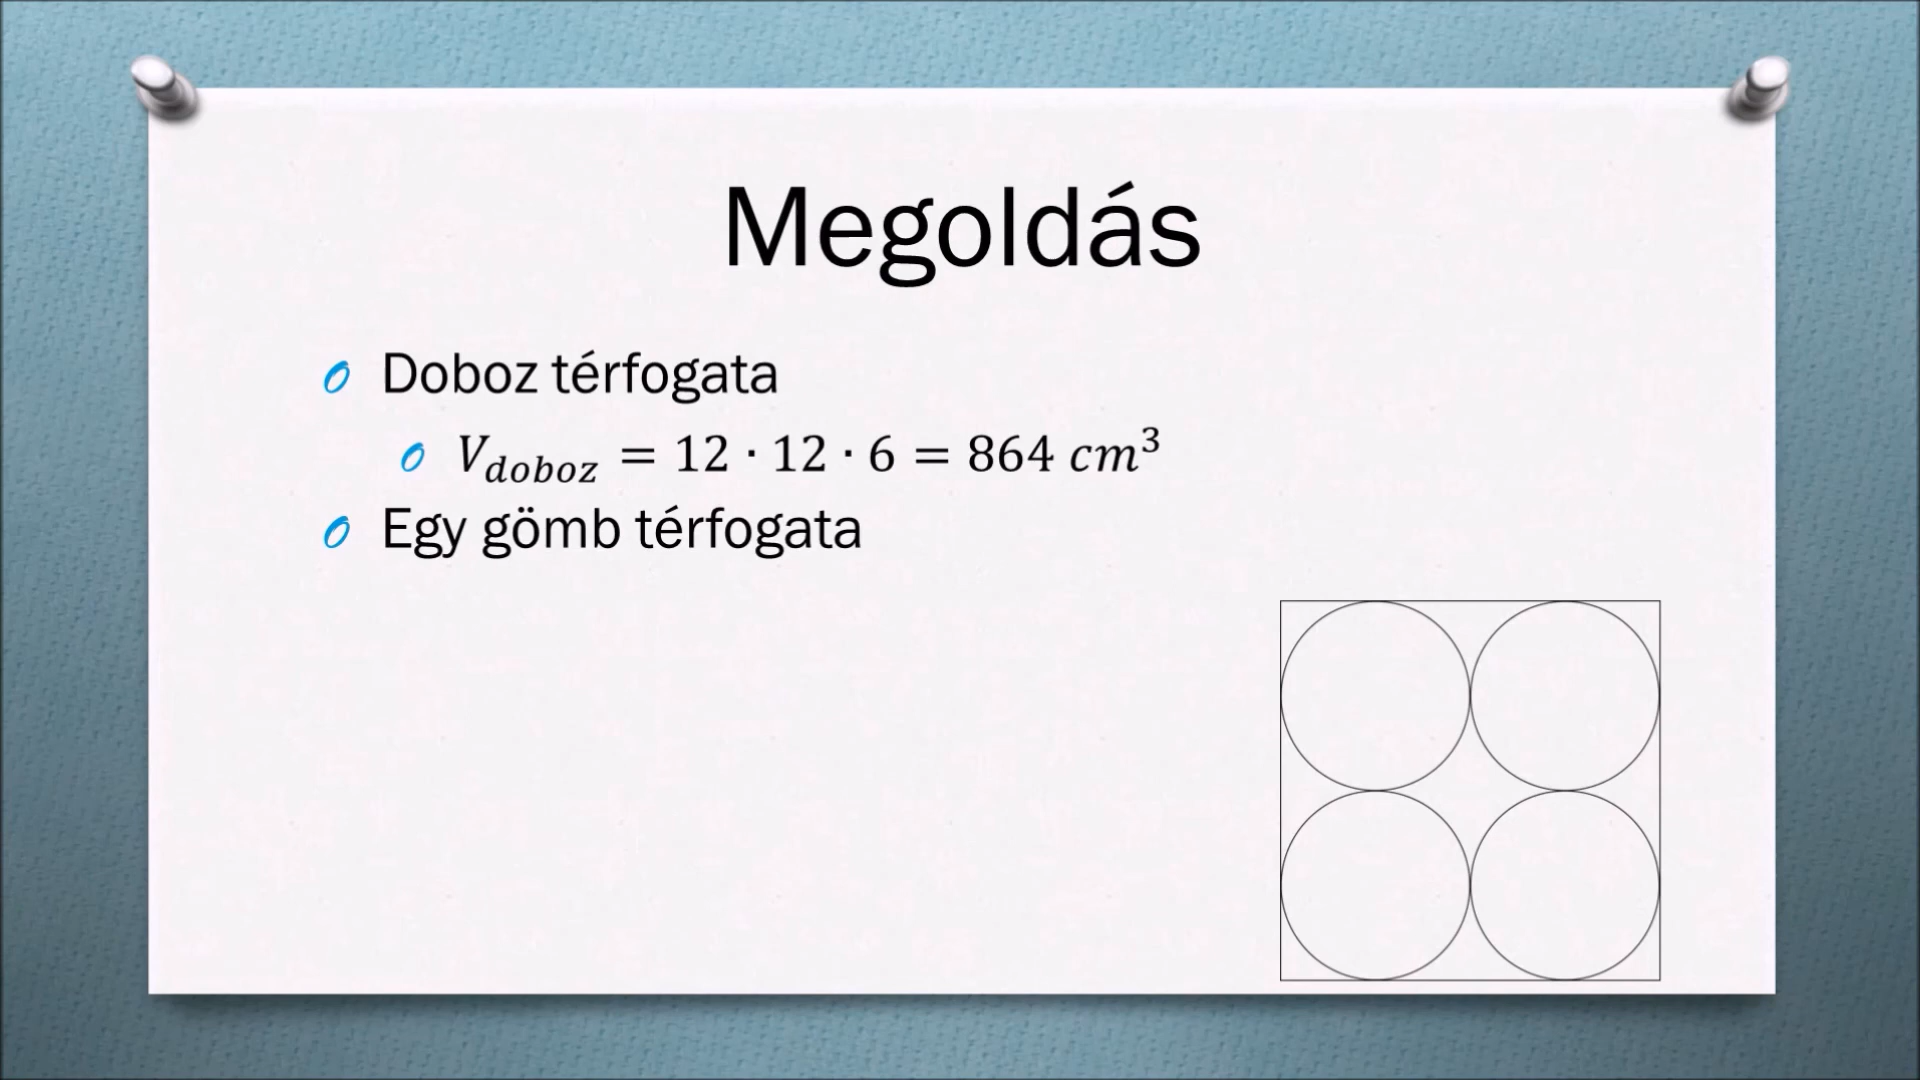 Megoldás
Doboz térfogata
V_doboz = 12 · 12 · 6 = 864 cm³
Egy gömb térfogata